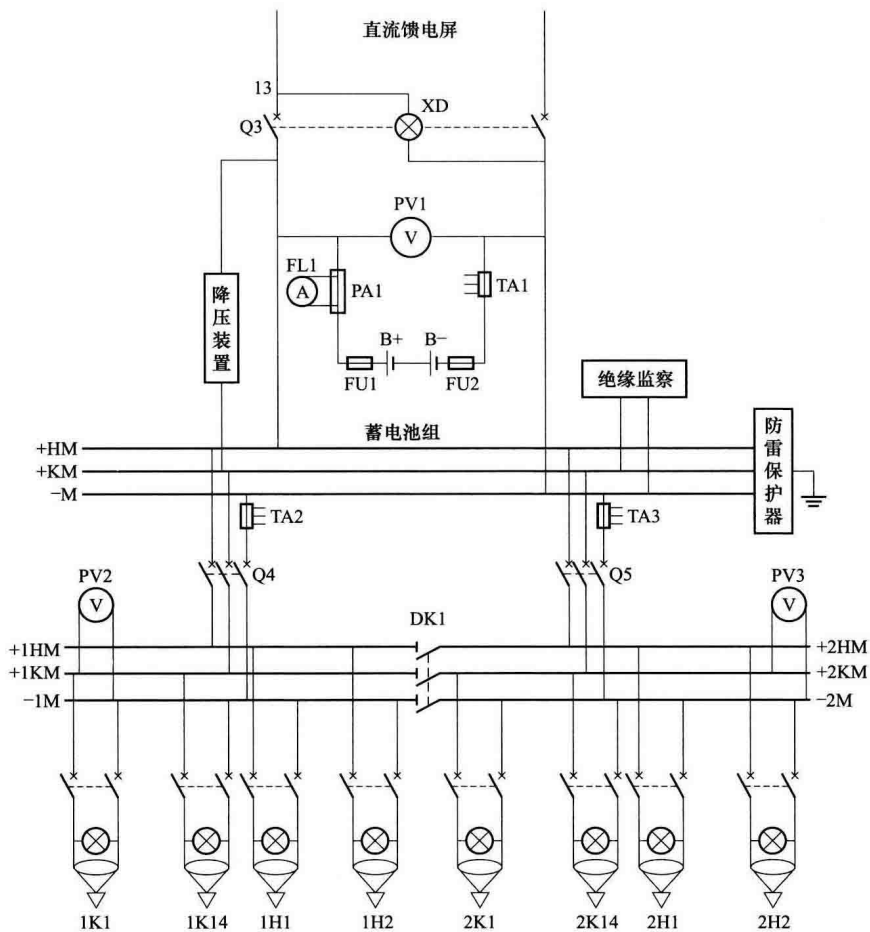 直流馈电屏
13
XD
Q3
PV1
V
FL1
A
PA1
TA1
降压装置
B+
B−
FU1
FU2
绝缘监察
蓄电池组
防雷保护器
+HM
+KM
−M
TA2
TA3
Q4
Q5
PV2
V
PV3
V
DK1
+1HM
+2HM
+1KM
+2KM
−1M
−2M
1K1
1K14
1H1
1H2
2K1
2K14
2H1
2H2